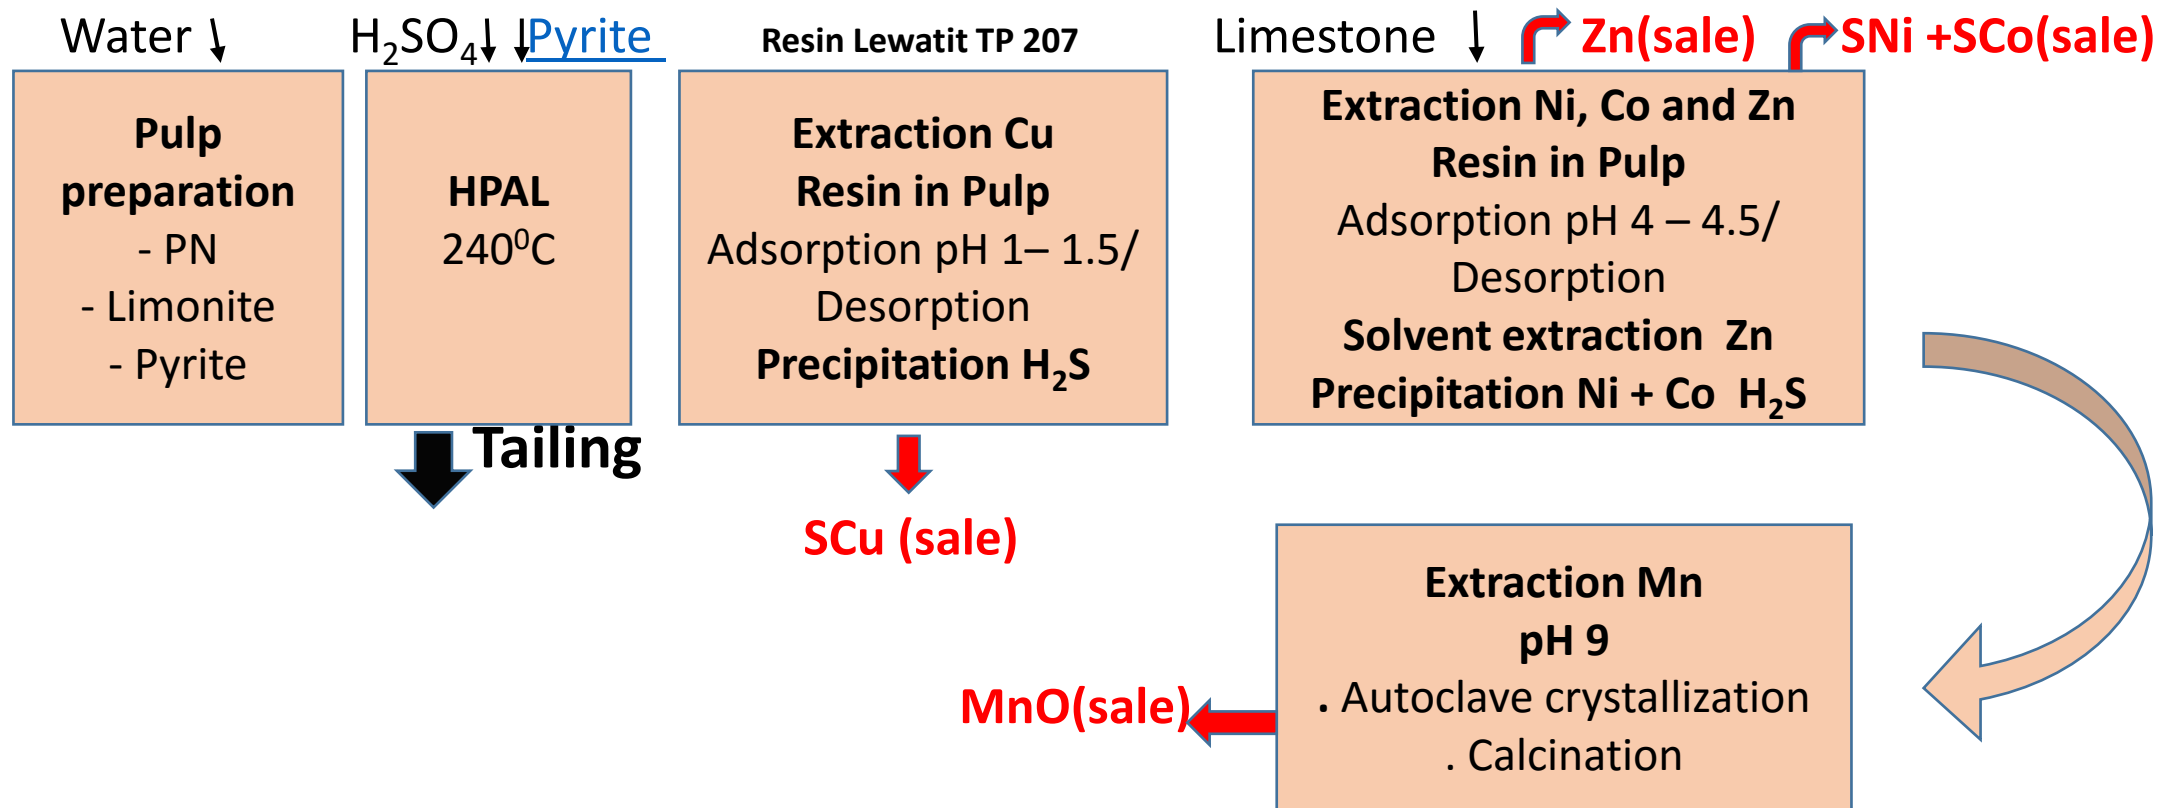 Water
H₂SO₄
Pyrite
Resin Lewatit TP 207
Limestone
Zn(sale)
SNi +SCo(sale)
Pulp
preparation
- PN
- Limonite
- Pyrite
HPAL
240⁰C
Extraction Cu
Resin in Pulp
Adsorption pH 1– 1.5/
Desorption
Precipitation H₂S
Extraction Ni, Co and Zn
Resin in Pulp
Adsorption pH 4 – 4.5/
Desorption
Solvent extraction Zn
Precipitation Ni + Co H₂S
Tailing
SCu (sale)
Extraction Mn
pH 9
. Autoclave crystallization
. Calcination
MnO(sale)